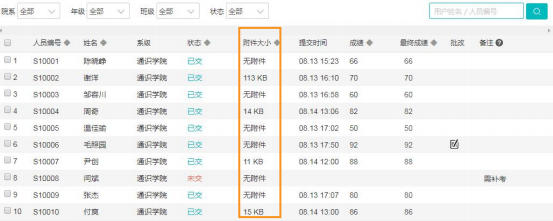 院系 全部 年级 全部 班级 全部 状态 全部 用户姓名 / 人员编号
人员编号 姓名 系级 状态 附件大小 提交时间 成绩 最终成绩 批改 备注
1 S10001 陈晓峥 通识学院 已交 无附件 08.13 15:23 66 66
2 S10002 谢洋 通识学院 已交 113 KB 08.13 16:10 70 70
3 S10003 邹容川 通识学院 已交 无附件 08.13 16:58 60 60
4 S10004 周奇 通识学院 已交 14 KB 08.14 13:06 82 82
5 S10005 温佳瑜 通识学院 已交 无附件 08.13 17:02 50 50
6 S10006 毛熙园 通识学院 已交 无附件 08.13 17:50 92 92
7 S10007 尹创 通识学院 已交 11 KB 08.14 12:00 88 88
8 S10008 何斌 通识学院 未交 无附件 需补考
9 S10009 张杰 通识学院 已交 无附件 08.13 17:07 80 80
10 S10010 付爽 通识学院 已交 15 KB 08.14 13:00 86 86